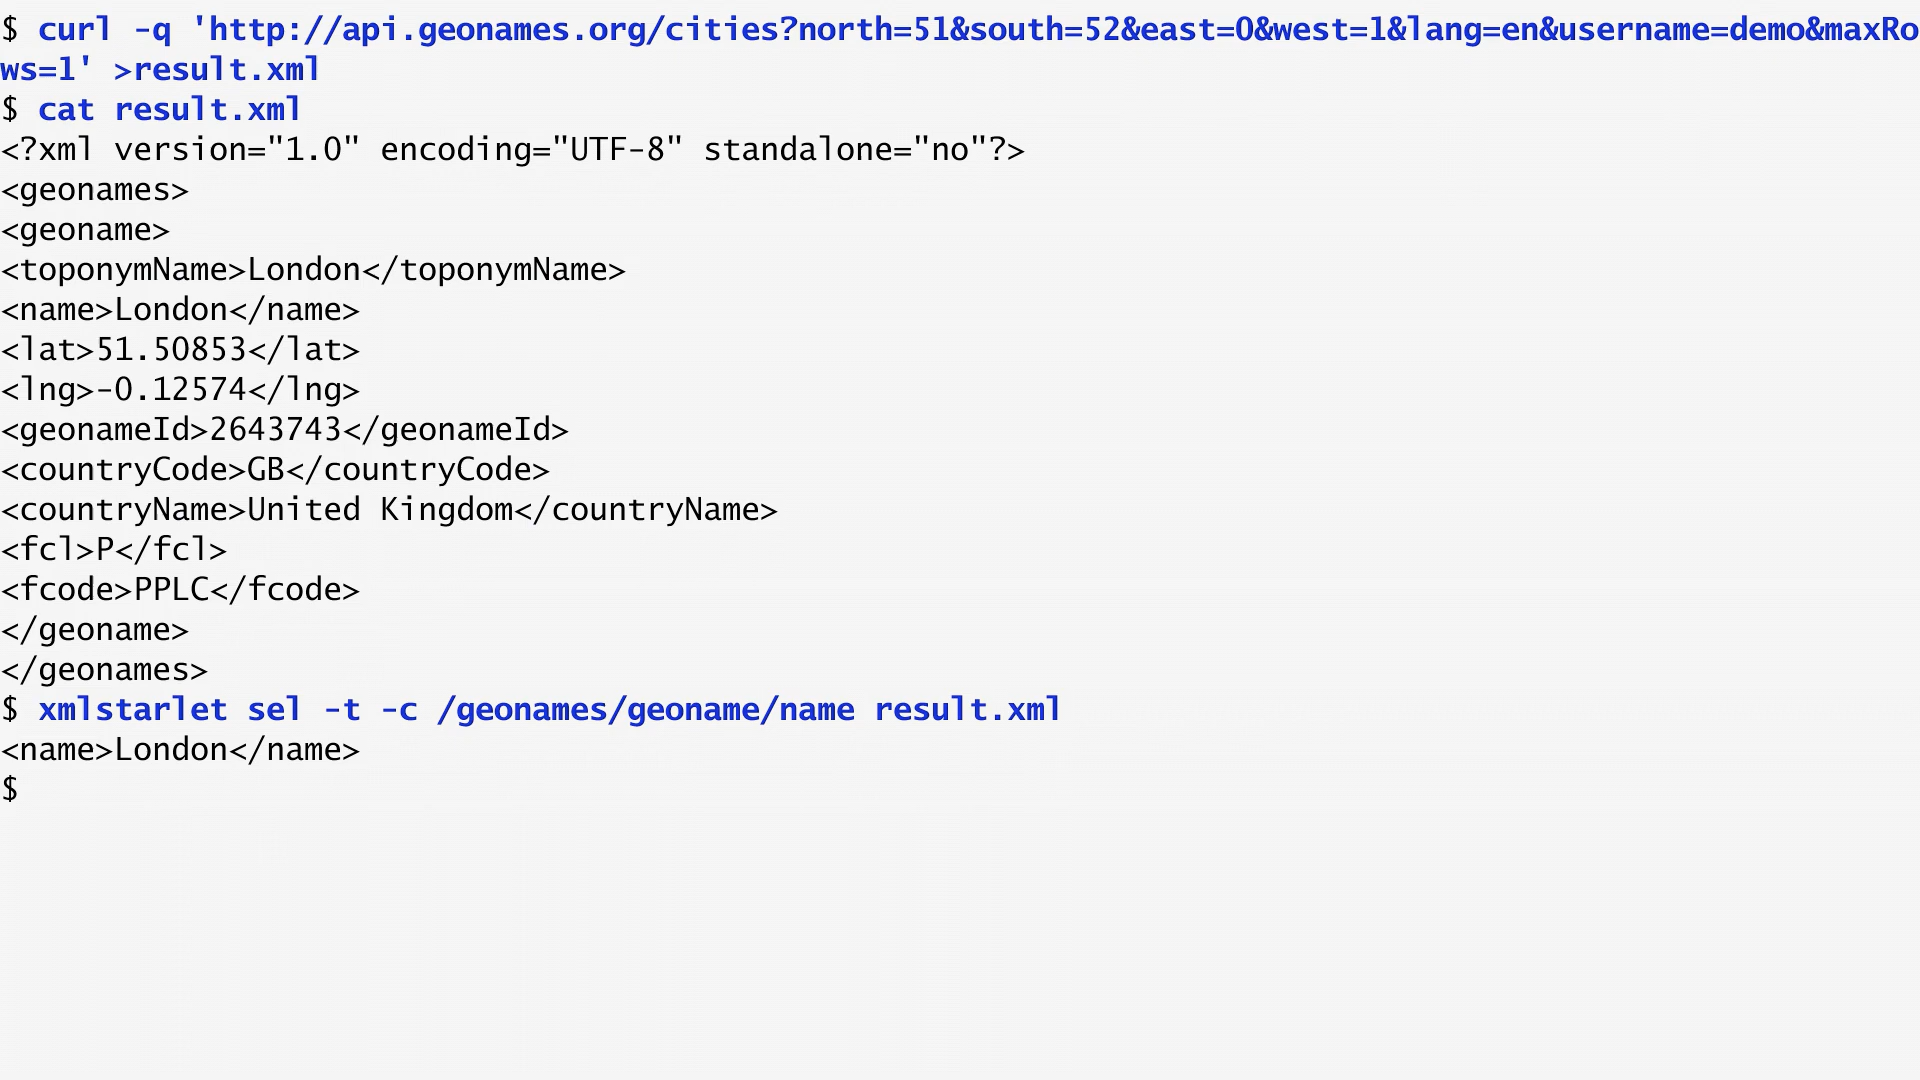 $ curl -q 'http://api.geonames.org/cities?north=51&south=52&east=0&west=1&lang=en&username=demo&maxRo
ws=1' >result.xml
$ cat result.xml
<?xml version="1.0" encoding="UTF-8" standalone="no"?>
<geonames>
<geoname>
<toponymName>London</toponymName>
<name>London</name>
<lat>51.50853</lat>
<lng>-0.12574</lng>
<geonameId>2643743</geonameId>
<countryCode>GB</countryCode>
<countryName>United Kingdom</countryName>
<fcl>P</fcl>
<fcode>PPLC</fcode>
</geoname>
</geonames>
$ xmlstarlet sel -t -c /geonames/geoname/name result.xml
<name>London</name>
$